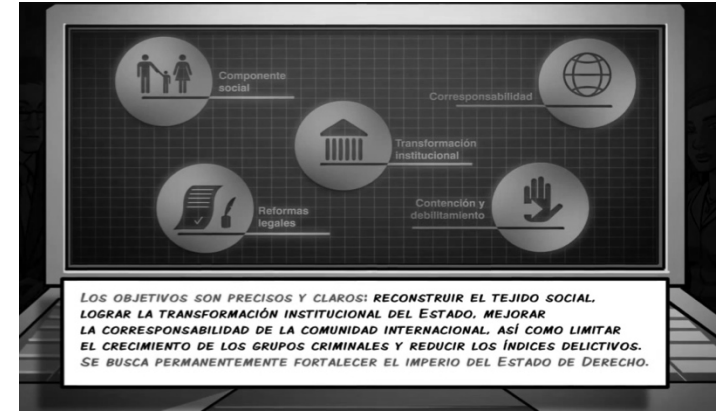 Componente
social
Corresponsabilidad
Transformación
institucional
Reformas
legales
Contención y
debilitamiento
LOS OBJETIVOS SON PRECISOS Y CLAROS: RECONSTRUIR EL TEJIDO SOCIAL,
LOGRAR LA TRANSFORMACIÓN INSTITUCIONAL DEL ESTADO, MEJORAR
LA CORRESPONSABILIDAD DE LA COMUNIDAD INTERNACIONAL, ASÍ COMO LIMITAR
EL CRECIMIENTO DE LOS GRUPOS CRIMINALES Y REDUCIR LOS ÍNDICES DELICTIVOS.
SE BUSCA PERMANENTEMENTE FORTALECER EL IMPERIO DEL ESTADO DE DERECHO.